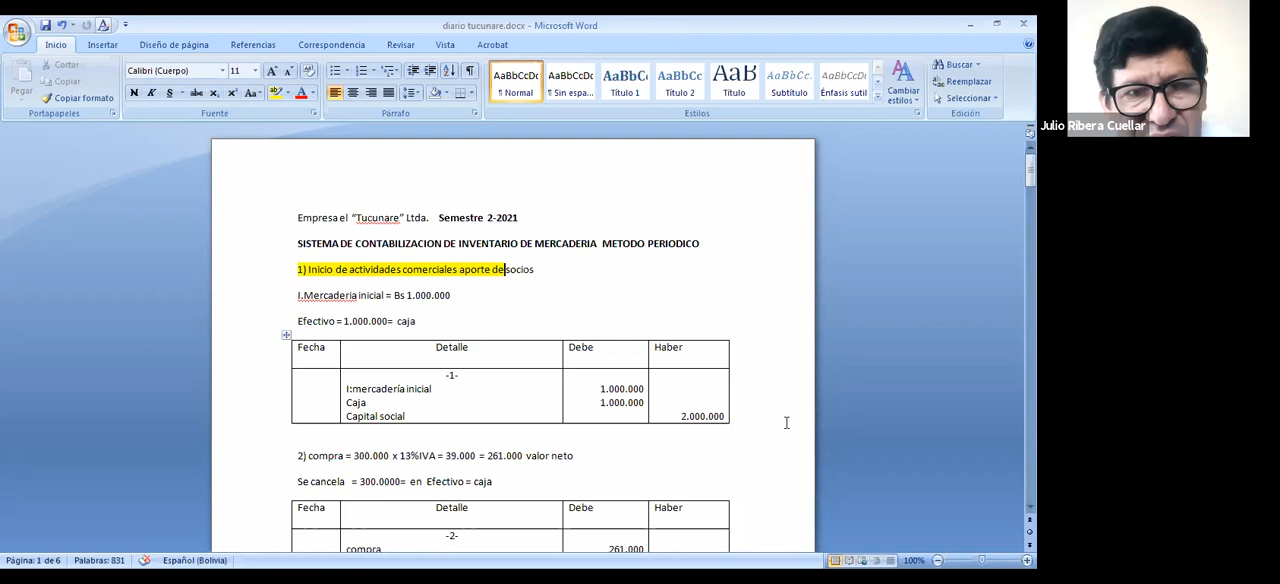 diario tucunare.docx - Microsoft Word
Inicio Insertar Diseño de página Referencias Correspondencia Revisar Vista Acrobat
Pegar
Cortar
Copiar
Copiar formato
Portapapeles
Calibri (Cuerpo) 11
Fuente
Párrafo
AaBbCcDc AaBbCcDc AaBbC AaBbCc AaB AaBbCc. AaBbCcDc
¶ Normal ¶ Sin espa... Título 1 Título 2 Título Subtítulo Énfasis sutil
Cambiar estilos
Estilos
Buscar
Reemplazar
Seleccionar
Edición
Julio Ribera Cuellar
Empresa el “Tucunare” Ltda. Semestre 2-2021
SISTEMA DE CONTABILIZACION DE INVENTARIO DE MERCADERIA METODO PERIODICO
1) Inicio de actividades comerciales aporte de socios
I.Mercaderia inicial = Bs 1.000.000
Efectivo = 1.000.000= caja
Fecha Detalle Debe Haber
-1-
I:mercadería inicial 1.000.000
Caja 1.000.000
Capital social 2.000.000
2) compra = 300.000 x 13%IVA = 39.000 = 261.000 valor neto
Se cancela = 300.0000= en Efectivo = caja
Fecha Detalle Debe Haber
-2-
compra 261.000
Página: 1 de 6 Palabras: 831 Español (Bolivia) 100%